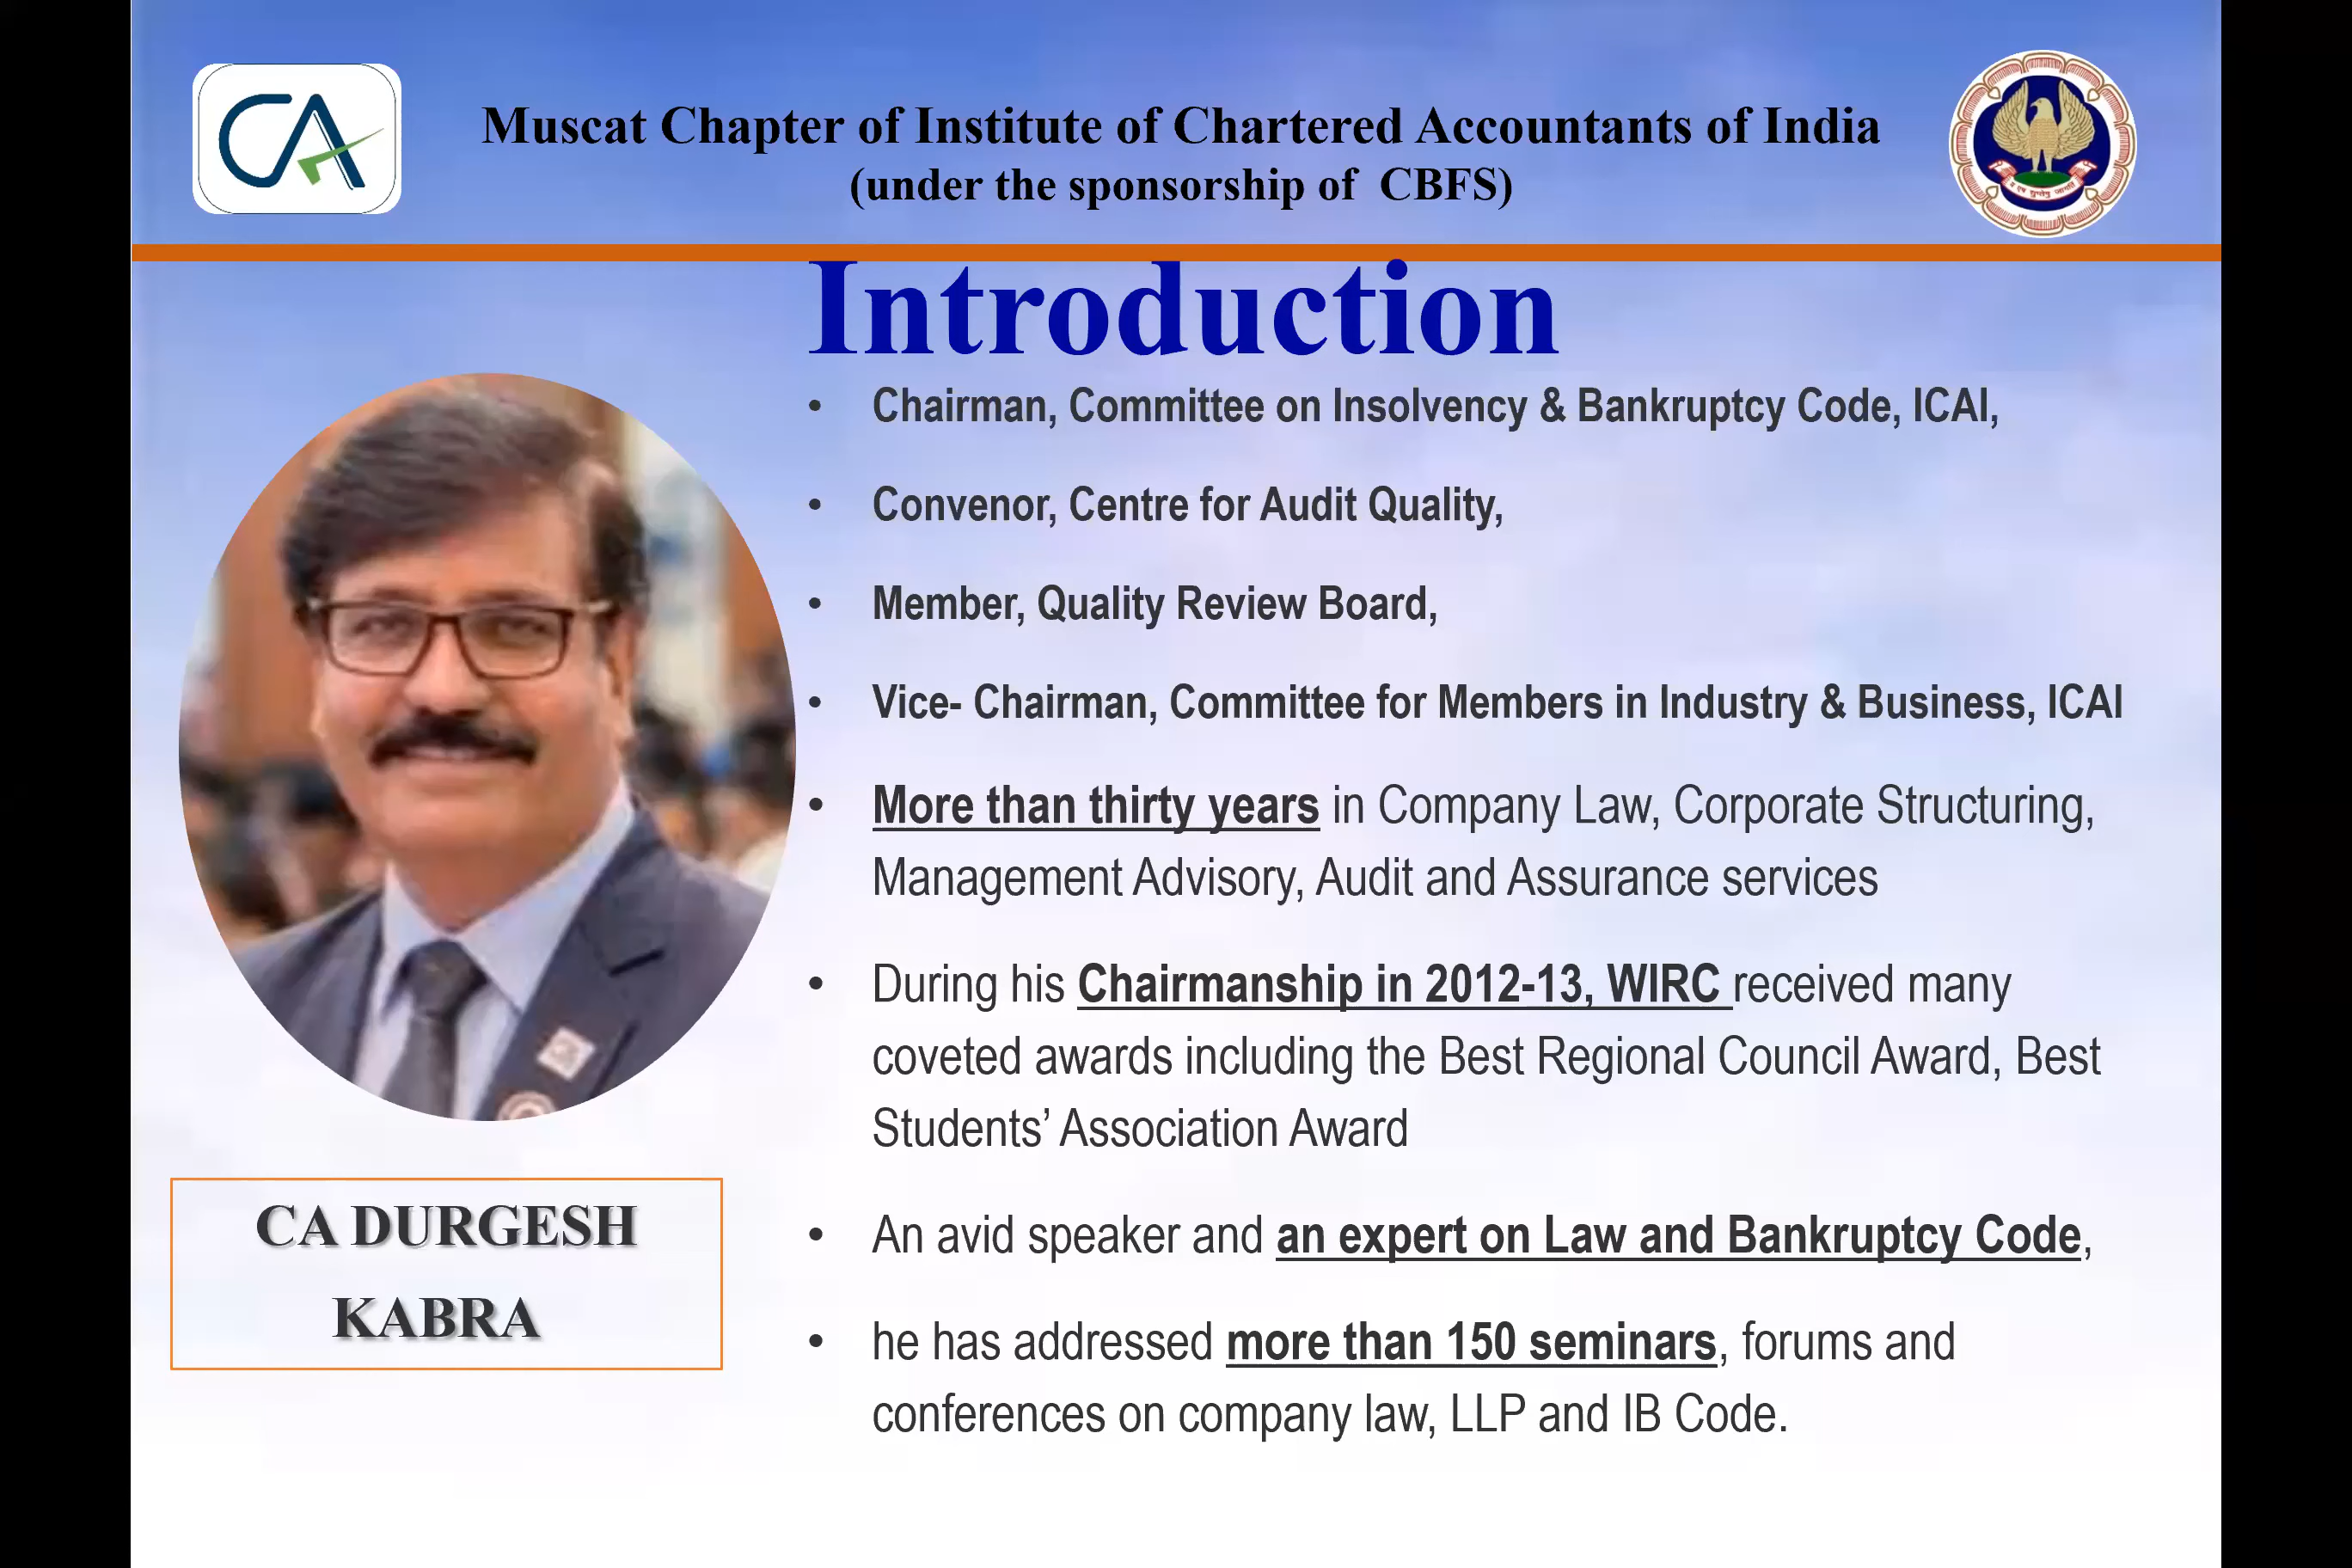 CA
Muscat Chapter of Institute of Chartered Accountants of India
(under the sponsorship of  CBFS)
Introduction
• Chairman, Committee on Insolvency & Bankruptcy Code, ICAI,
• Convenor, Centre for Audit Quality,
• Member, Quality Review Board,
• Vice- Chairman, Committee for Members in Industry & Business, ICAI
• More than thirty years in Company Law, Corporate Structuring,
Management Advisory, Audit and Assurance services
• During his Chairmanship in 2012-13, WIRC received many
coveted awards including the Best Regional Council Award, Best
Students’ Association Award
• An avid speaker and an expert on Law and Bankruptcy Code,
• he has addressed more than 150 seminars, forums and
conferences on company law, LLP and IB Code.
CA DURGESH
KABRA